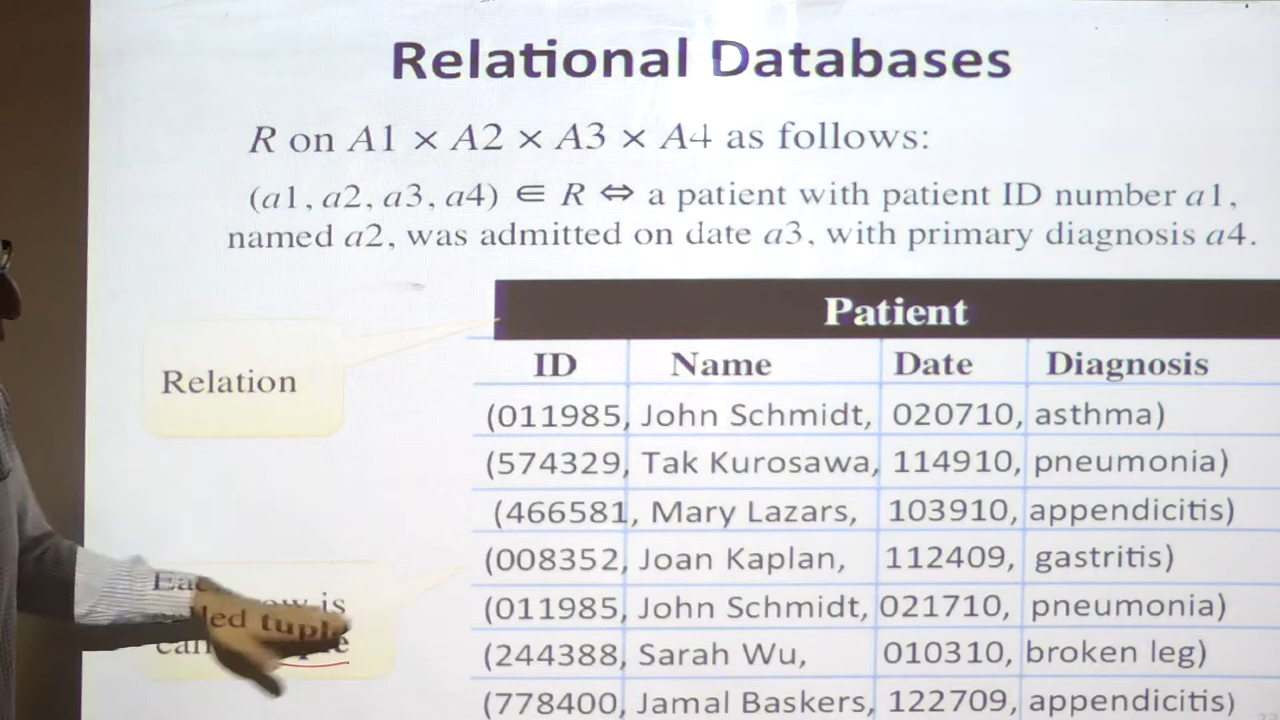 Relational Databases
R on A1 × A2 × A3 × A4 as follows:
(a1, a2, a3, a4) ∈ R ⇔ a patient with patient ID number a1,
named a2, was admitted on date a3, with primary diagnosis a4.
Relation
is
tuple
Patient
ID Name Date Diagnosis
(011985, John Schmidt, 020710, asthma)
(574329, Tak Kurosawa, 114910, pneumonia)
(466581, Mary Lazars, 103910, appendicitis)
(008352, Joan Kaplan, 112409, gastritis)
(011985, John Schmidt, 021710, pneumonia)
(244388, Sarah Wu, 010310, broken leg)
(778400, Jamal Baskers, 122709, appendicitis)